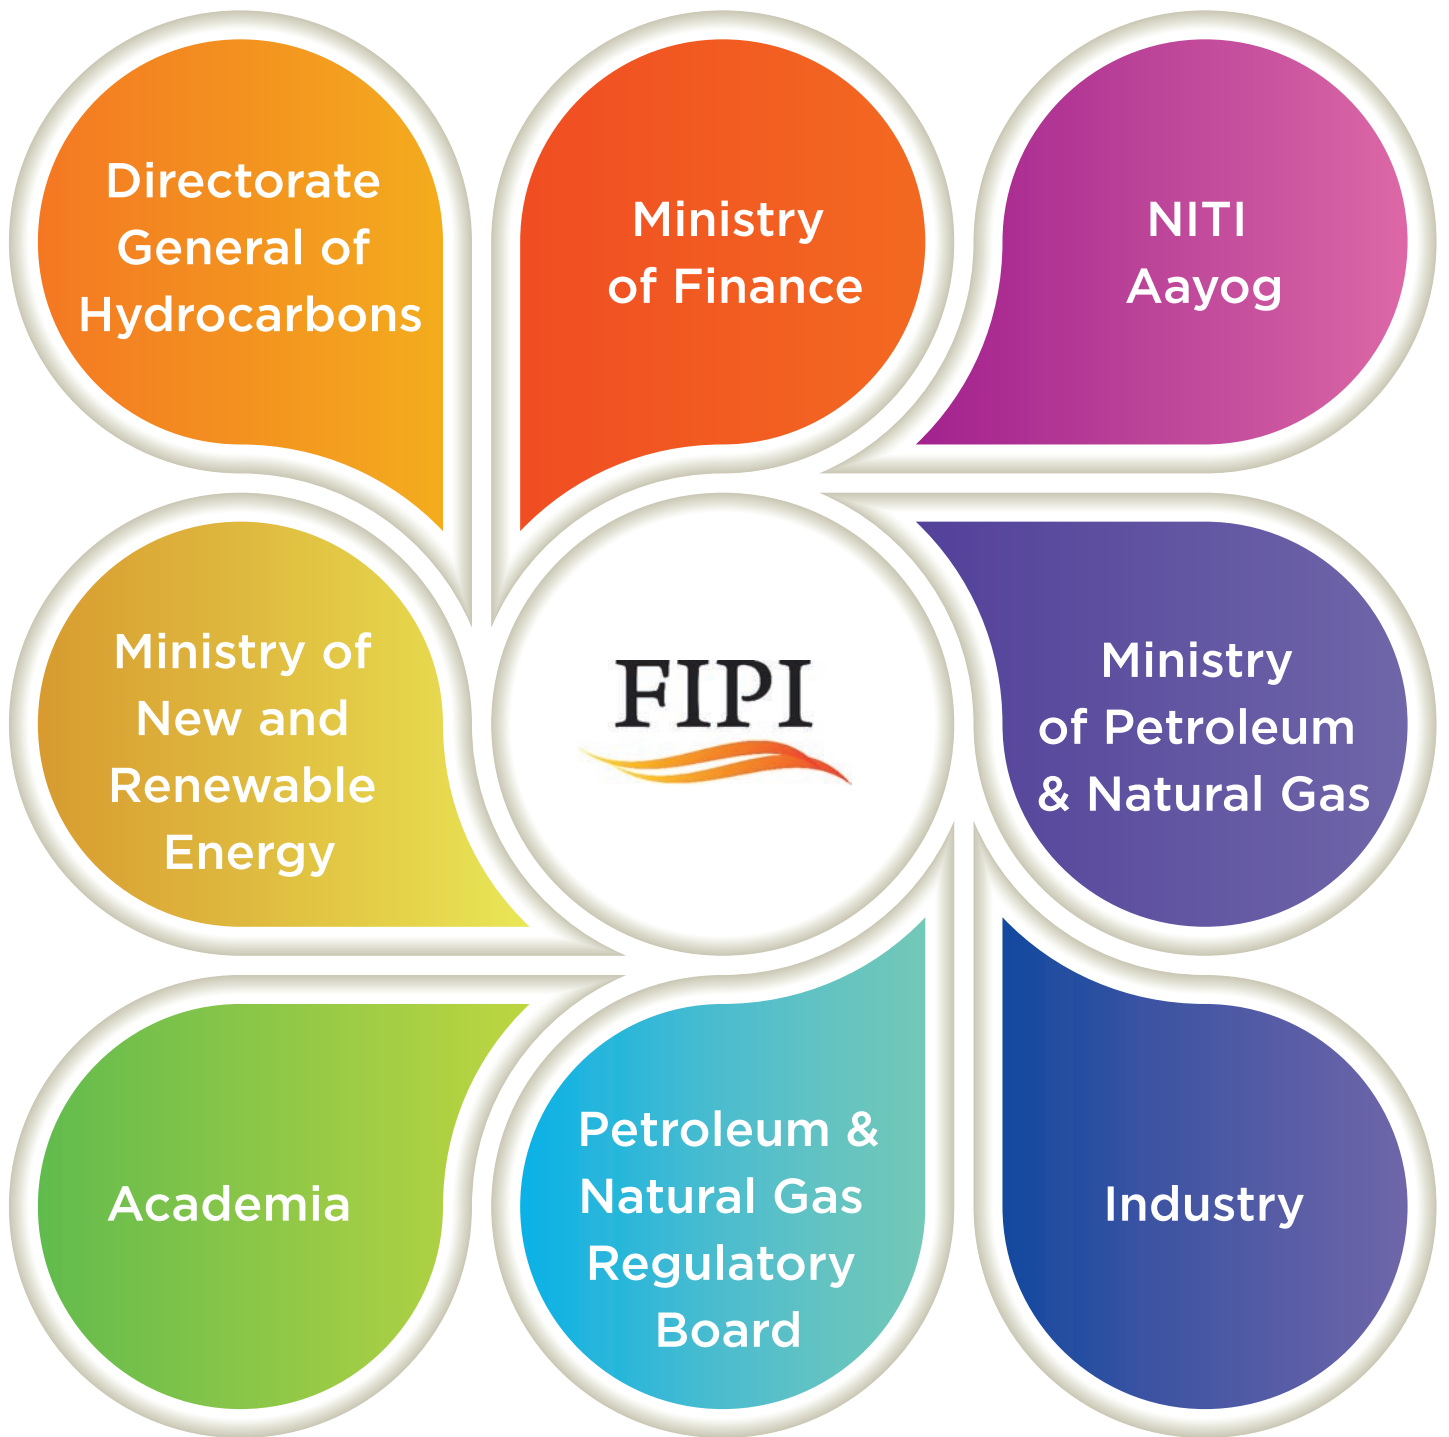 Directorate
General of
Hydrocarbons
Ministry
of Finance
NITI
Aayog
Ministry of
New and
Renewable
Energy
FIPI
Ministry
of Petroleum
& Natural Gas
Academia
Petroleum &
Natural Gas
Regulatory
Board
Industry